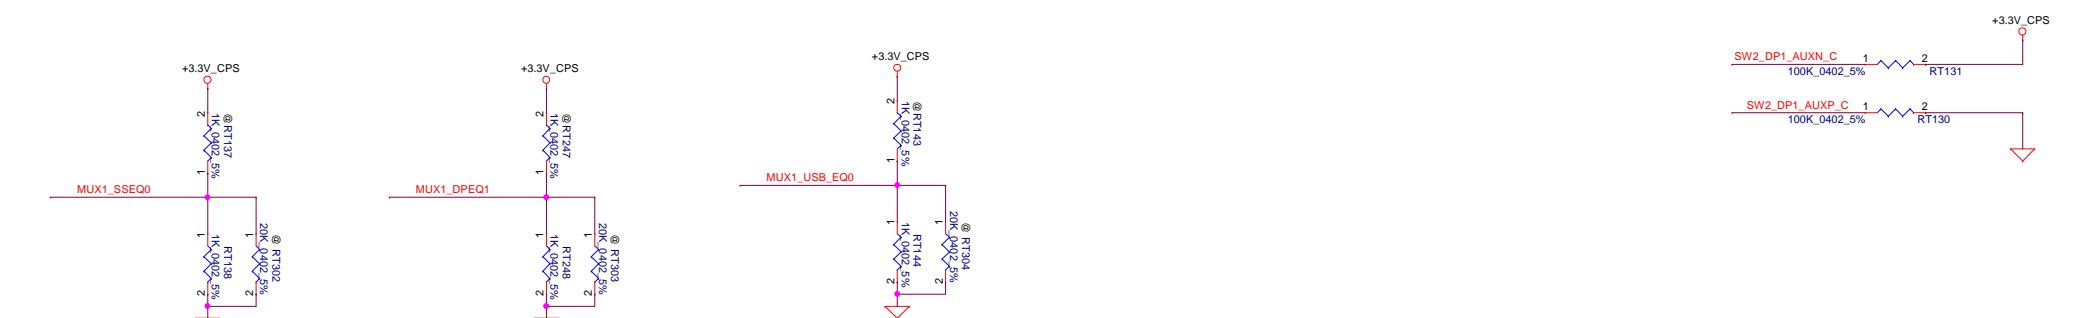 +3.3V_CPS
2
@RT137
1K_0402_5%
1
MUX1_SSEQ0
1
RT138
1K_0402_5%
2
1
@ RT302
20K_0402_5%
2
+3.3V_CPS
2
@RT247
1K_0402_5%
1
MUX1_DPEQ1
1
RT248
1K_0402_5%
2
1
@ RT303
20K_0402_5%
2
+3.3V_CPS
2
@RT143
1K_0402_5%
1
MUX1_USB_EQ0
1
RT144
1K_0402_5%
2
1
@ RT304
20K_0402_5%
2
+3.3V_CPS
SW2_DP1_AUXN_C
1
2
100K_0402_5%
RT131
SW2_DP1_AUXP_C
1
2
100K_0402_5%
RT130